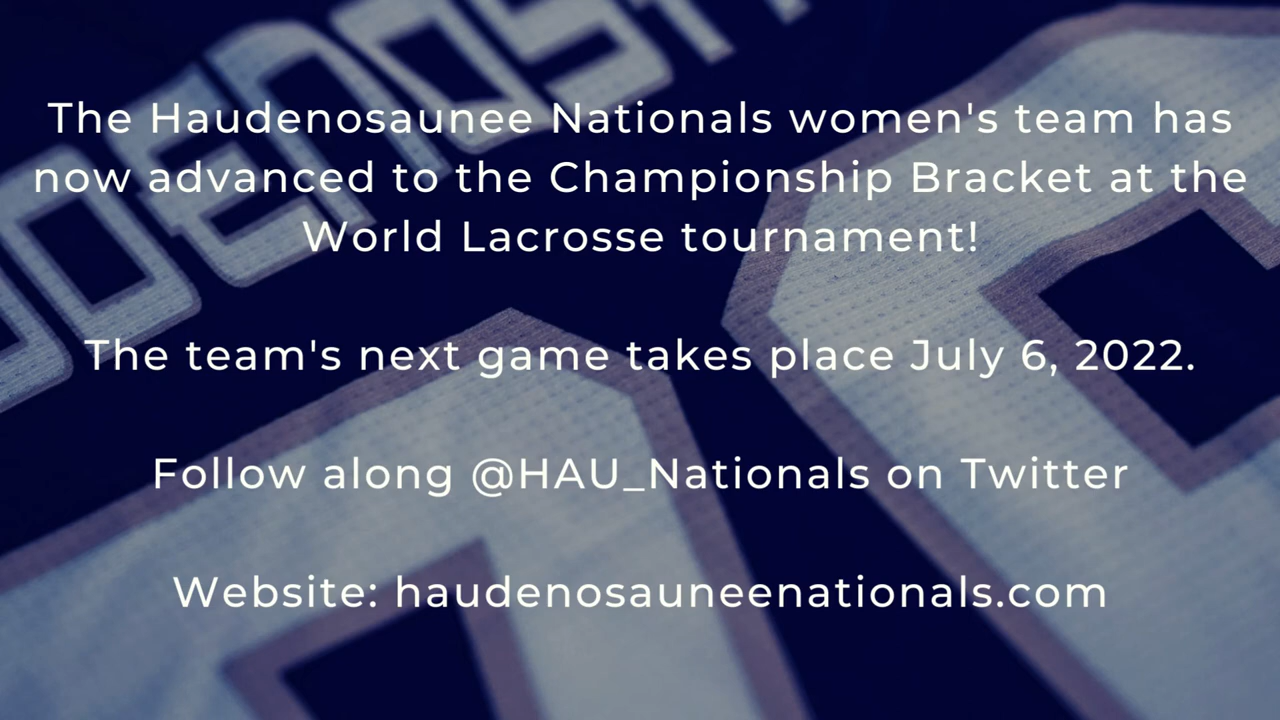 The Haudenosaunee Nationals women's team has
now advanced to the Championship Bracket at the
World Lacrosse tournament!
The team's next game takes place July 6, 2022.
Follow along @HAU_Nationals on Twitter
Website: haudenosauneenationals.com